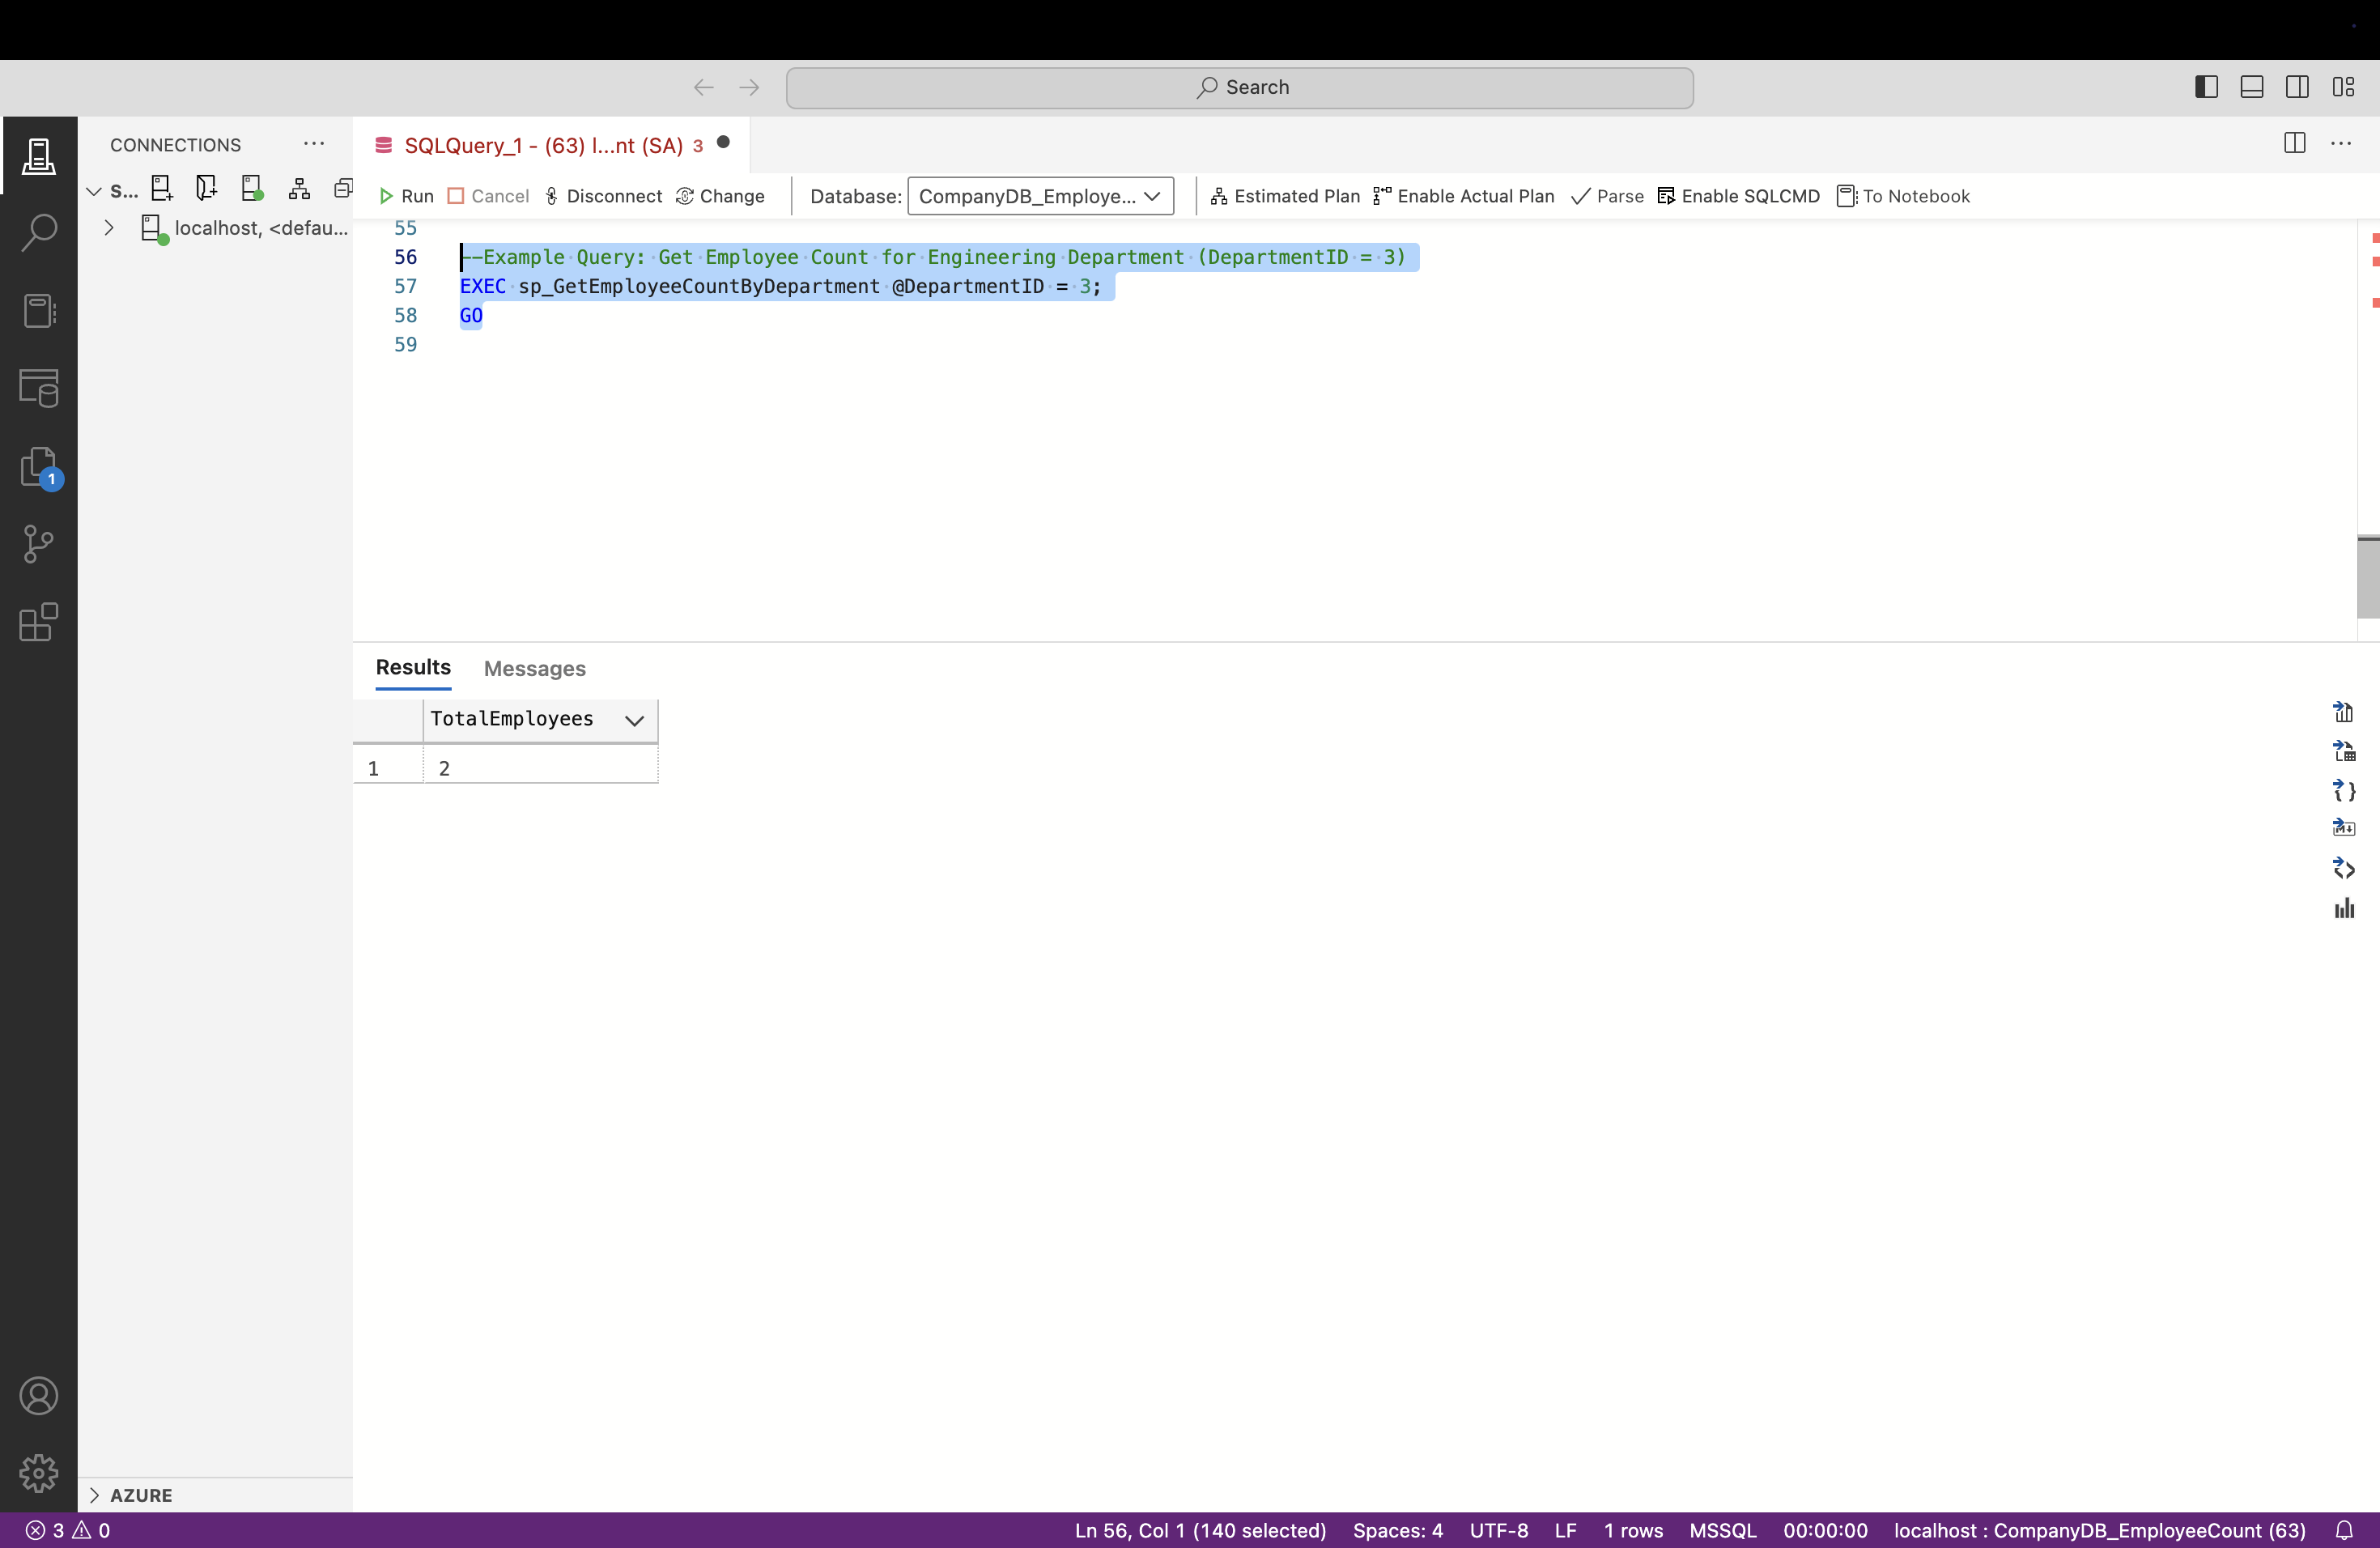 Search
CONNECTIONS
SQLQuery_1 - (63) l...nt (SA) 3
S...
Run Cancel Disconnect Change Database: CompanyDB_Employe... Estimated Plan Enable Actual Plan Parse Enable SQLCMD To Notebook
localhost, <defau...
55
56 --Example Query: Get Employee Count for Engineering Department (DepartmentID = 3)
57 EXEC sp_GetEmployeeCountByDepartment @DepartmentID = 3;
58 GO
59
1
Results Messages
TotalEmployees
1 2
AZURE
3 0 Ln 56, Col 1 (140 selected) Spaces: 4 UTF-8 LF 1 rows MSSQL 00:00:00 localhost : CompanyDB_EmployeeCount (63)